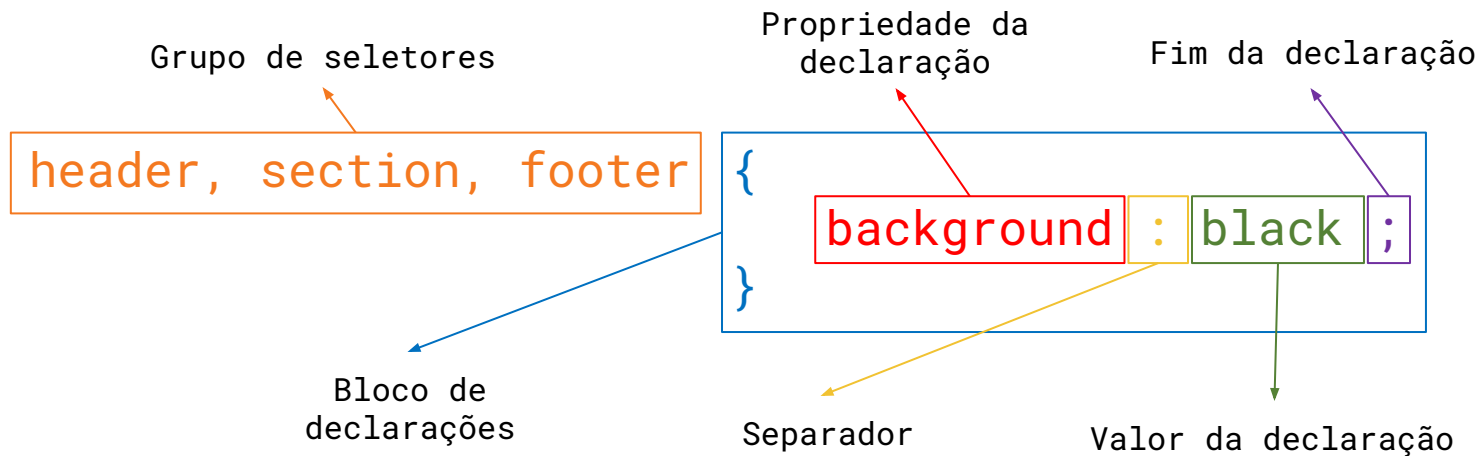 Propriedade da
declaração
Grupo de seletores
Fim da declaração
header, section, footer {
background : black ;
}
Bloco de
declarações
Separador
Valor da declaração